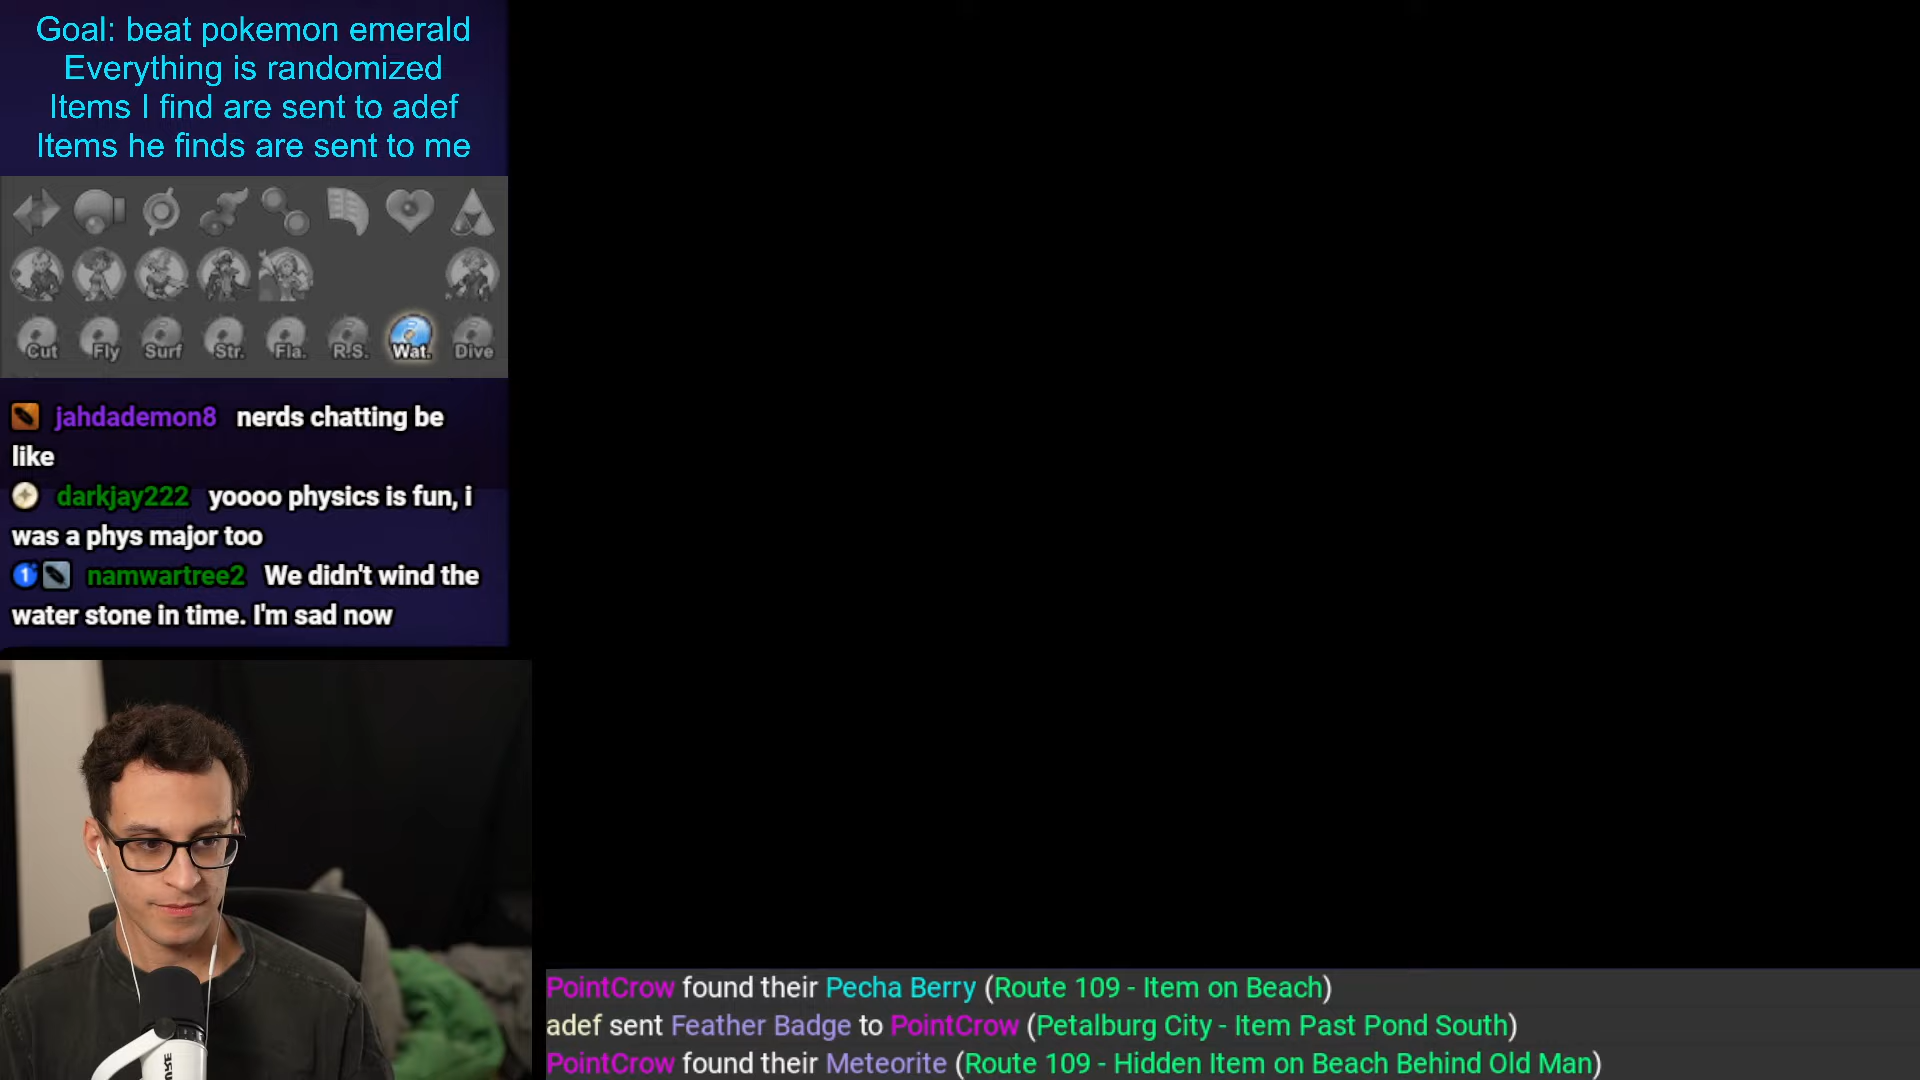 Goal: beat pokemon emerald
Everything is randomized
Items I find are sent to adef
Items he finds are sent to me
Cut Fly Surf Str. Fla. R.S. Wat. Dive
jahdademon8 nerds chatting be
like
darkjay222 yoooo physics is fun, i
was a phys major too
1 namwartree2 We didn't wind the
water stone in time. I'm sad now
PointCrow found their Pecha Berry (Route 109 - Item on Beach)
adef sent Feather Badge to PointCrow (Petalburg City - Item Past Pond South)
PointCrow found their Meteorite (Route 109 - Hidden Item on Beach Behind Old Man)